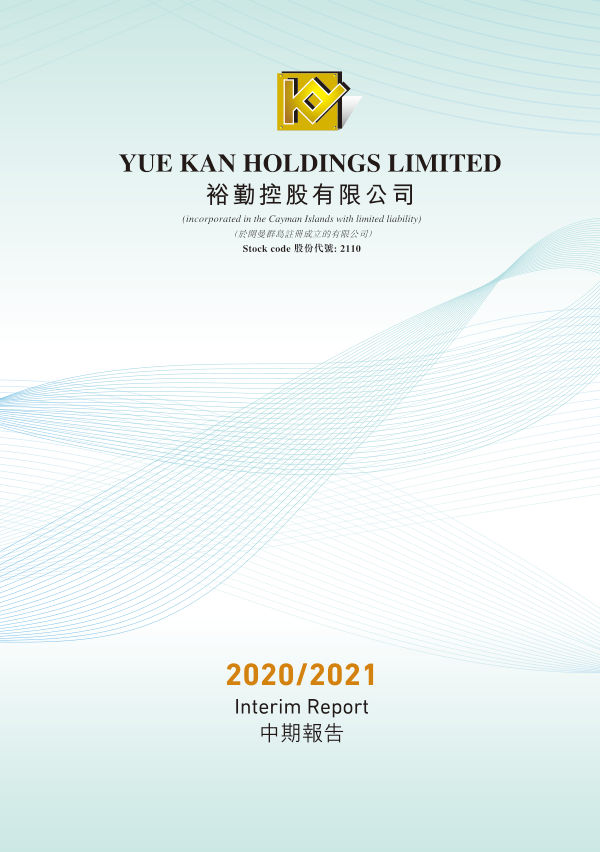 KY
YUE KAN HOLDINGS LIMITED
裕勤控股有限公司
(incorporated in the Cayman Islands with limited liability)
（於開曼群島註冊成立的有限公司）
Stock code 股份代號: 2110
2020/2021
Interim Report
中期報告